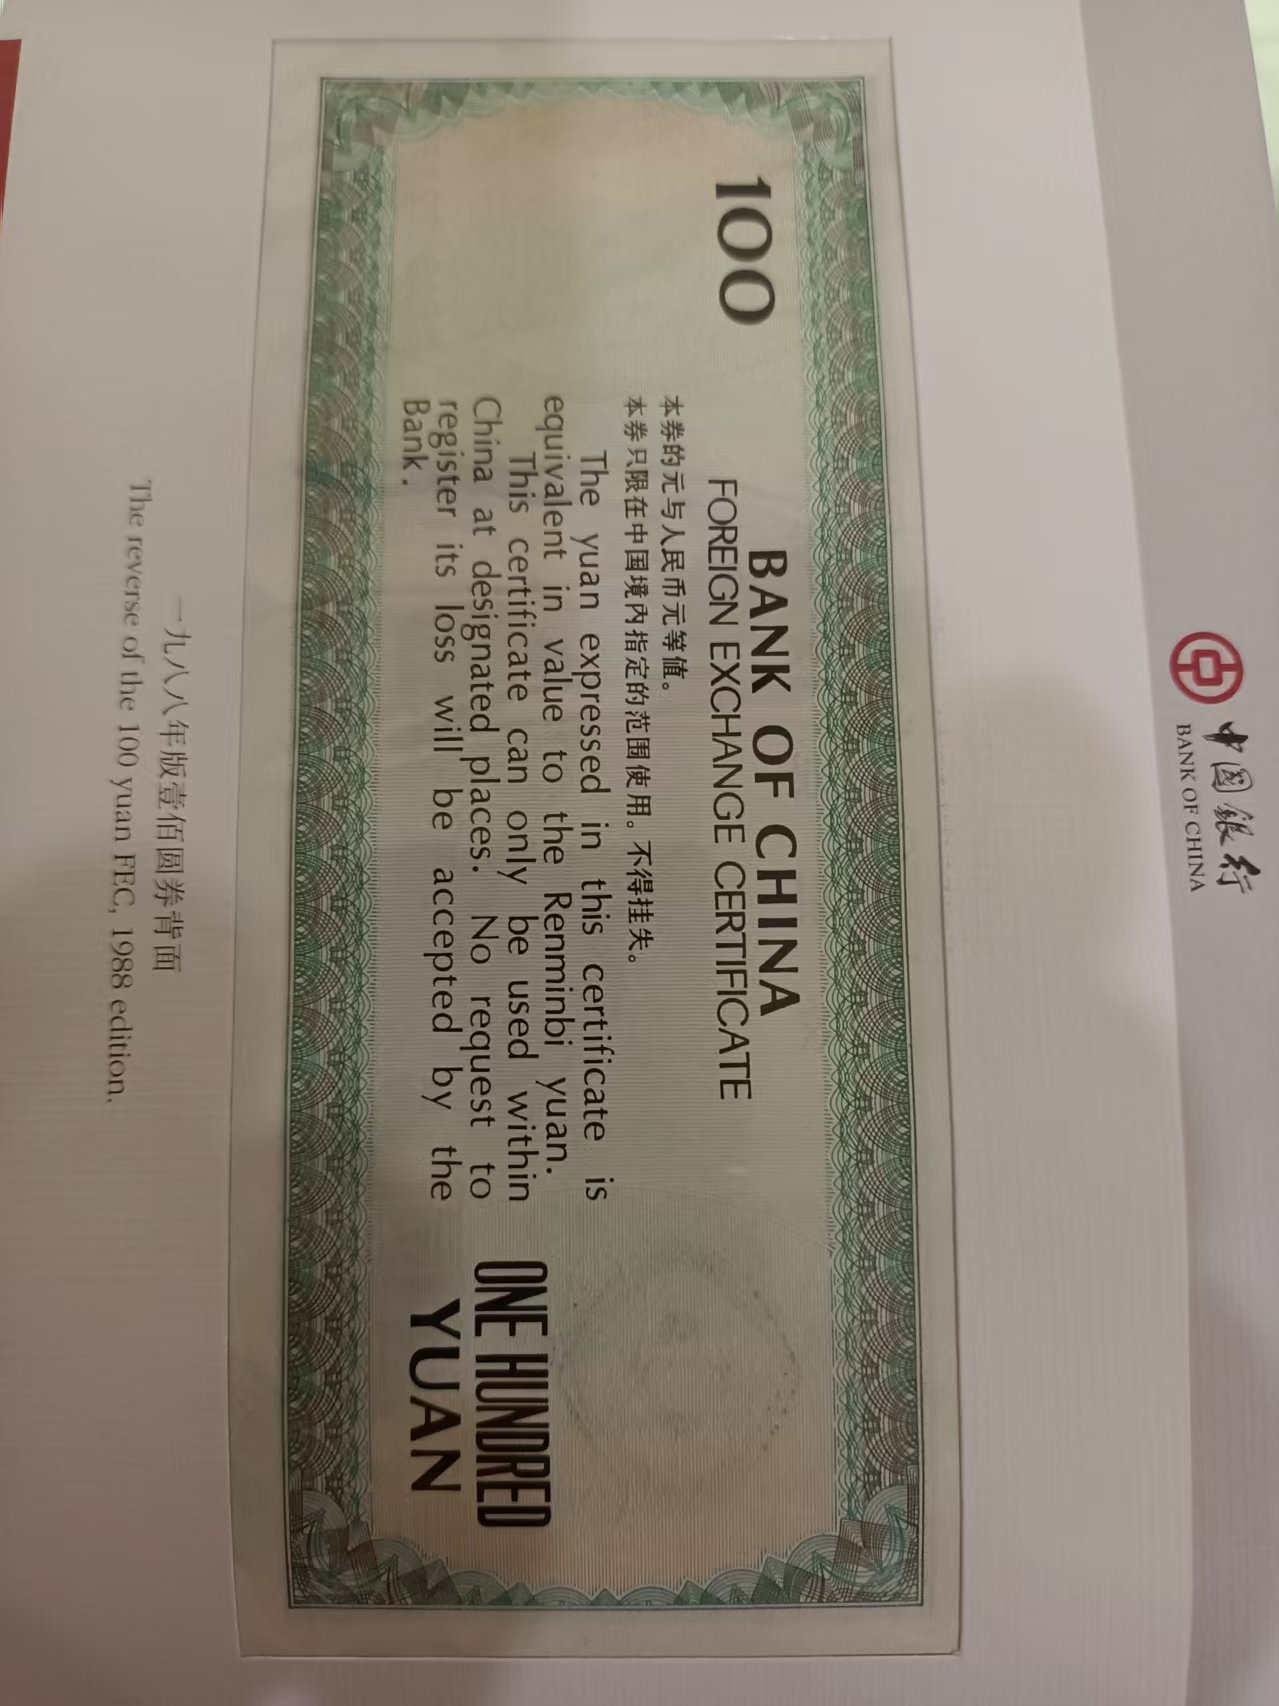 中國銀行
BANK OF CHINA
100
BANK OF CHINA
FOREIGN EXCHANGE CERTIFICATE
本券的元与人民币元等值。
本券只限在中国境内指定的范围使用。不得挂失。
The yuan expressed in this certificate is
equivalent in value to the Renminbi yuan.
This certificate can only be used within
China at designated places. No request to
register its loss will be accepted by the
Bank.
ONE HUNDRED
YUAN
一九八八年版壹佰圆券背面
The reverse of the 100 yuan FEC, 1988 edition.